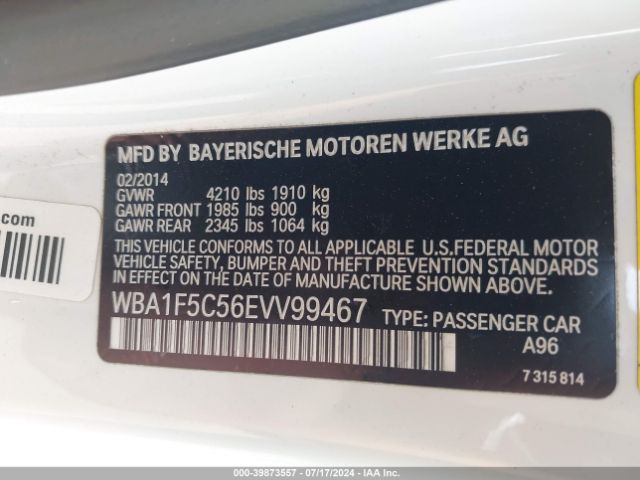 MFD BY BAYERISCHE MOTOREN WERKE AG
02/2014
GVWR 4210 lbs 1910 kg
GAWR FRONT 1985 lbs 900 kg
GAWR REAR 2345 lbs 1064 kg
THIS VEHICLE CONFORMS TO ALL APPLICABLE U.S.FEDERAL MOTOR
VEHICLE SAFETY, BUMPER AND THEFT PREVENTION STANDARDS
IN EFFECT ON THE DATE OF MANUFACTURE SHOWN ABOVE.
WBA1F5C56EVV99467 TYPE: PASSENGER CAR
A96
7 315 814
s.com
000-39873557 - 07/17/2024 -